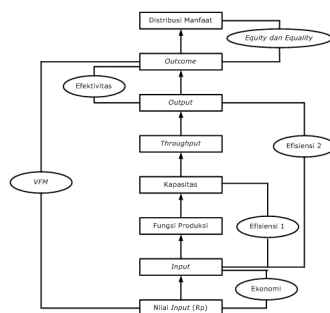 Distribusi Manfaat
Equity dan Equality
Outcome
Efektivitas
Output
Throughput
Efisiensi 2
VFM
Kapasitas
Fungsi Produksi
Efisiensi 1
Input
Ekonomi
Nilai Input (Rp)